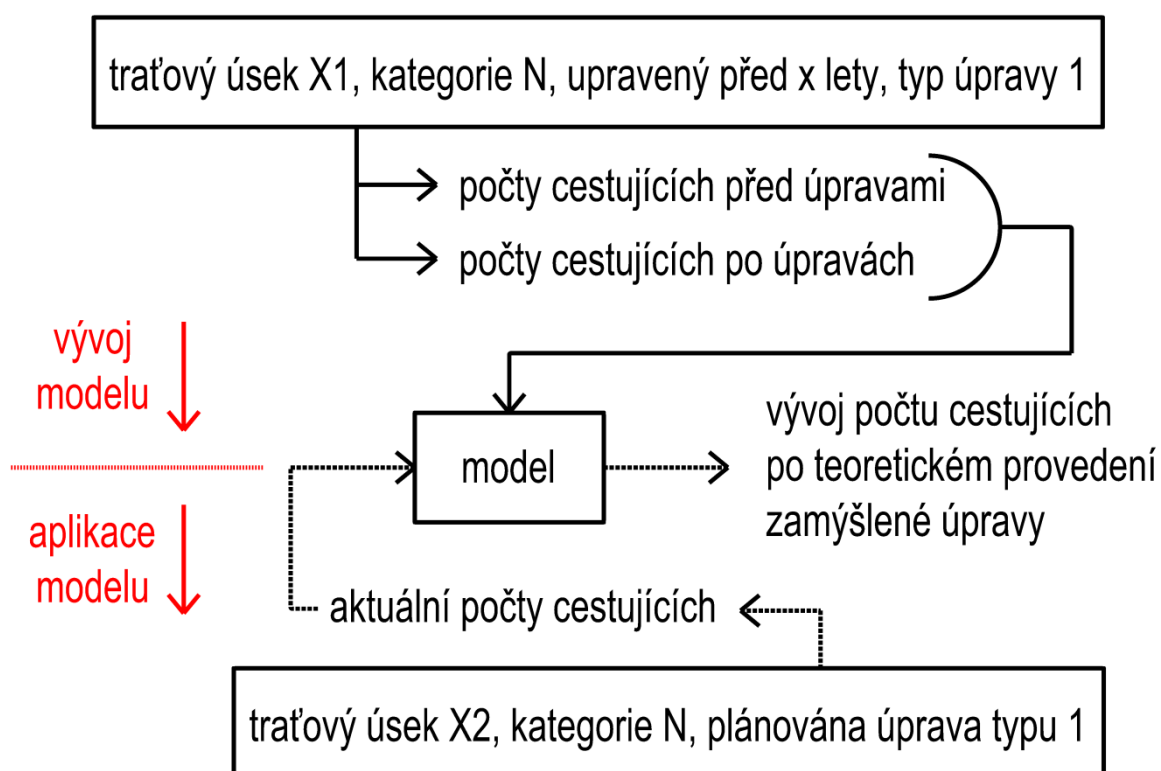 traťový úsek X1, kategorie N, upravený před x lety, typ úpravy 1
počty cestujících před úpravami
počty cestujících po úpravách
vývoj
modelu
model
vývoj počtu cestujících
po teoretickém provedení
zamýšlené úpravy
aplikace
modelu
aktuální počty cestujících
traťový úsek X2, kategorie N, plánována úprava typu 1